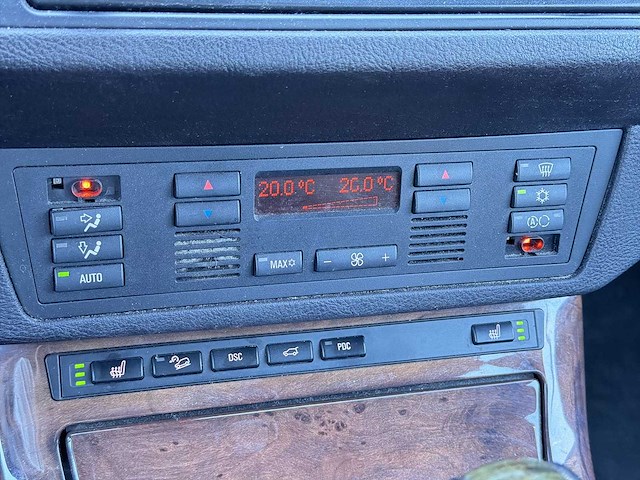 20.0°C 20.0°C
A
AUTO
MAX
- +
DSC
PDC